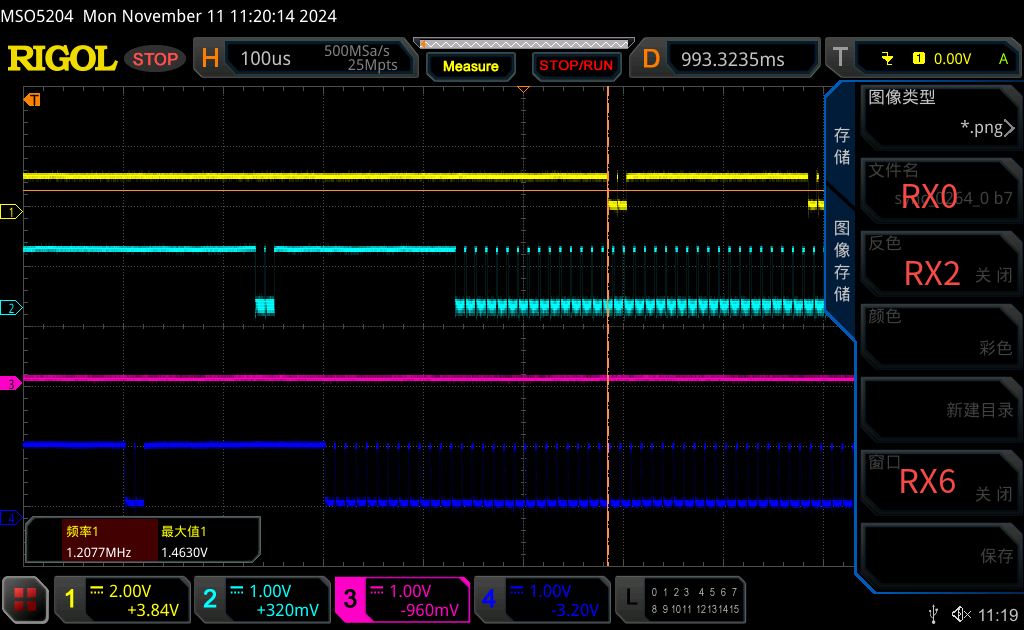 MSO5204 Mon November 11 11:20:14 2024
RIGOL STOP H 100us 500MSa/s 25Mpts Measure STOP/RUN D 993.3235ms T 1 0.00V A
T
图像类型
*.png
存储
文件名
RX0
1
图像存储
反色
RX2
关 闭
2
颜色
彩色
3
新建目录
窗口
RX6
关 闭
4
频率1 最大值1
1.2077MHz 1.4630V
保存
1 2.00V +3.84V
2 1.00V +320mV
3 1.00V -960mV
4 1.00V -3.20V
L 0 1 2 3 4 5 6 7
8 9 10 11 12 13 14 15
11:19